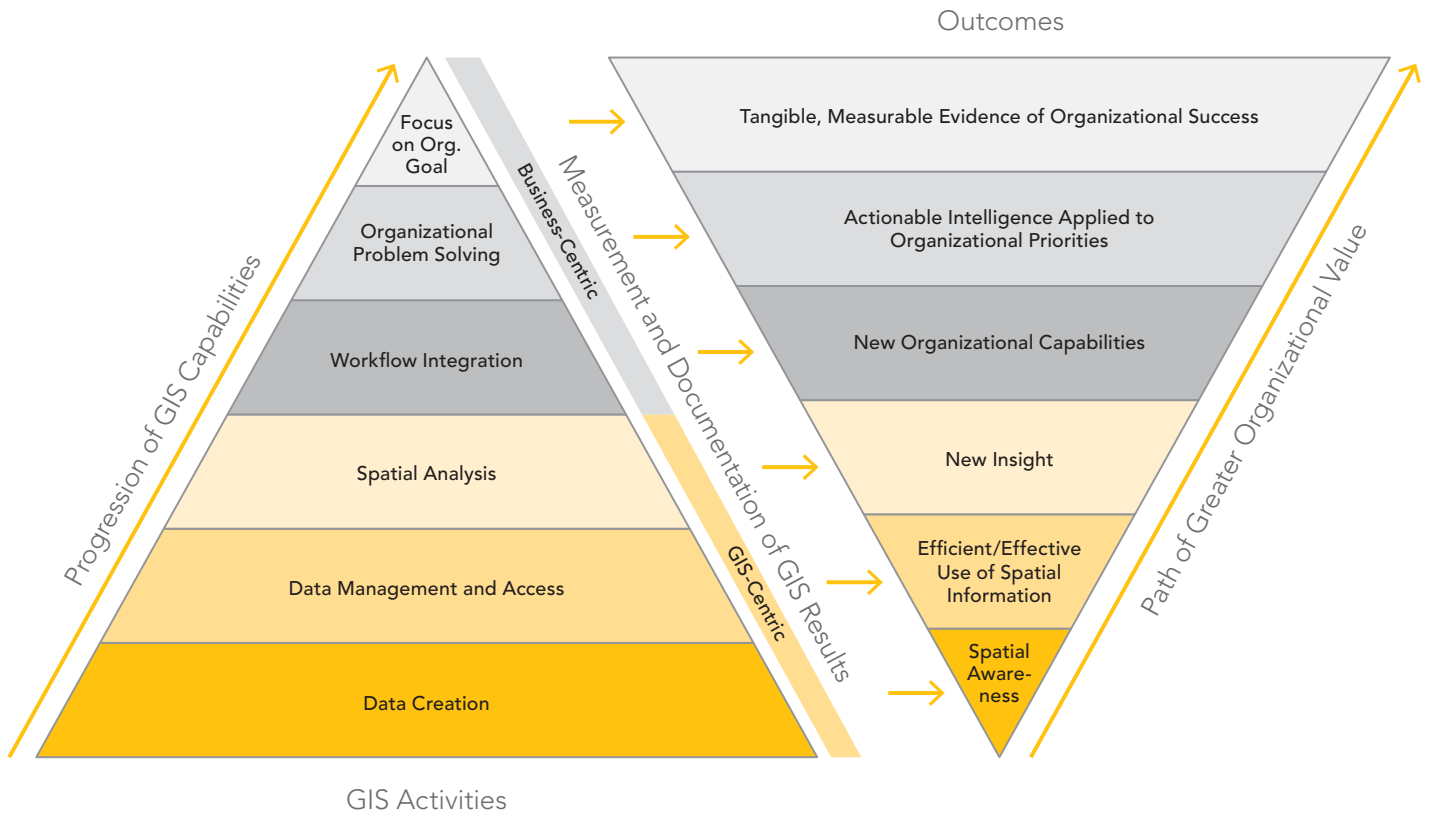 Outcomes
Focus
on Org.
Goal
Organizational
Problem Solving
Workflow Integration
Spatial Analysis
Data Management and Access
Data Creation
GIS Activities
Progression of GIS Capabilities
Business-Centric
GIS-Centric
Measurement and Documentation of GIS Results
Tangible, Measurable Evidence of Organizational Success
Actionable Intelligence Applied to
Organizational Priorities
New Organizational Capabilities
New Insight
Efficient/Effective
Use of Spatial
Information
Spatial
Aware-
ness
Path of Greater Organizational Value